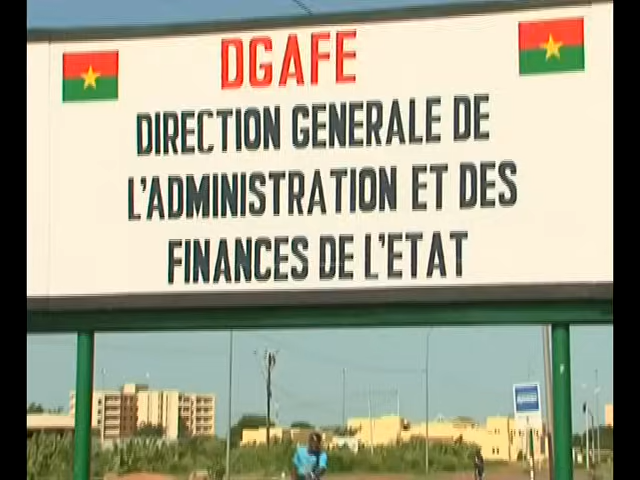 DGAFE
DIRECTION GENERALE DE
L'ADMINISTRATION ET DES
FINANCES DE L'ETAT